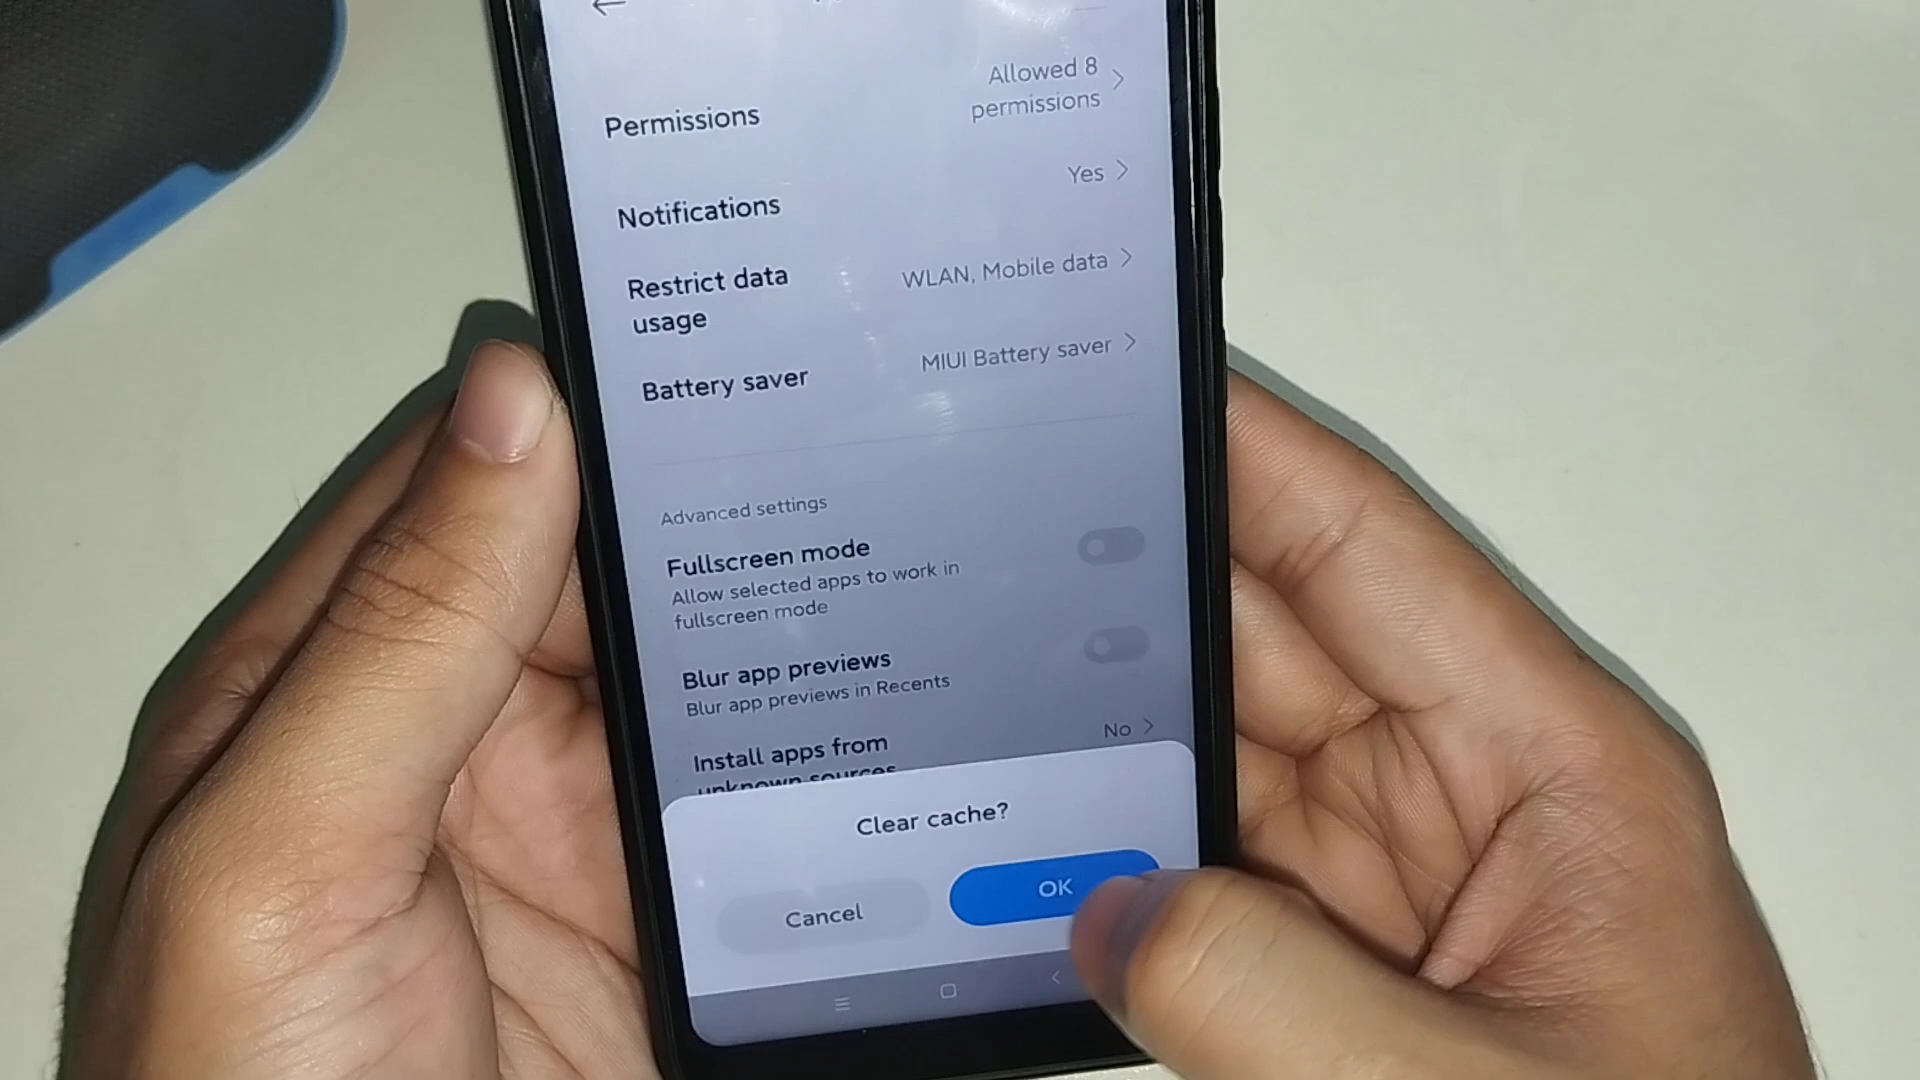 Allowed 8
permissions
Permissions
Yes
Notifications
Restrict data
usage
WLAN, Mobile data
Battery saver
MIUI Battery saver
Advanced settings
Fullscreen mode
Allow selected apps to work in
fullscreen mode
Blur app previews
Blur app previews in Recents
Install apps from
unknown sources
No
Clear cache?
Cancel
OK